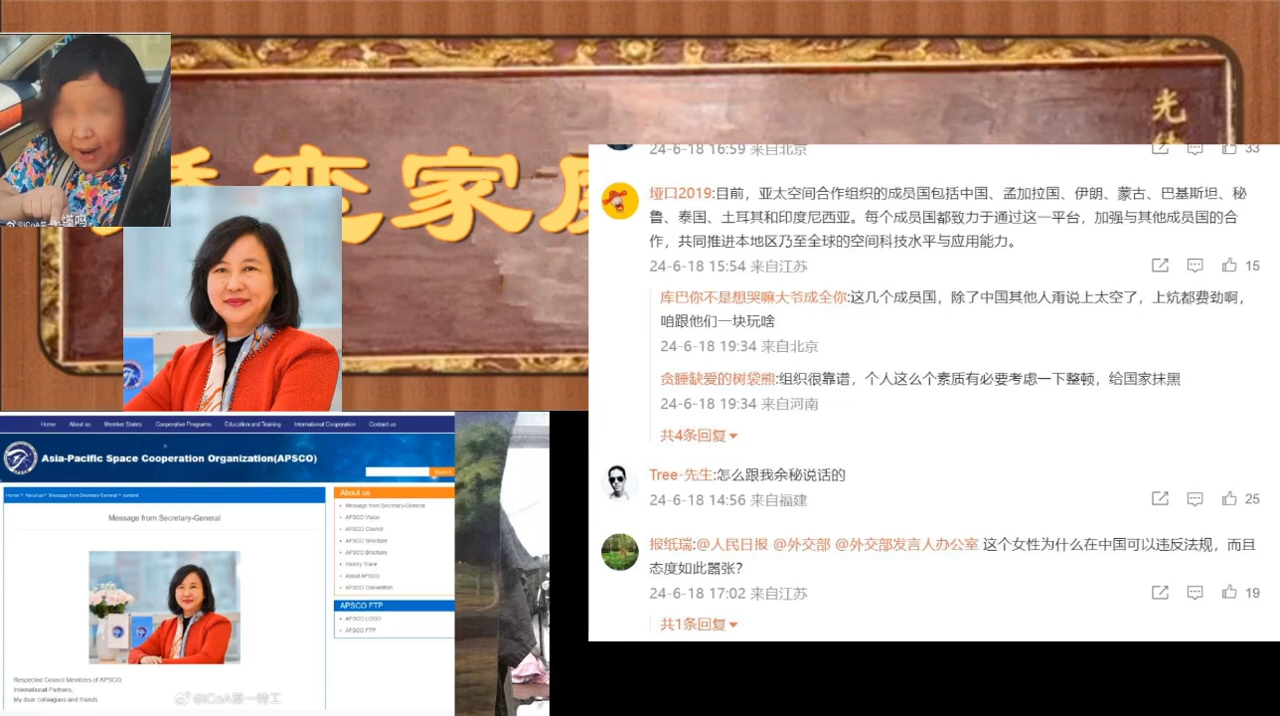 光绪
变家
24-6-18 16:59 来自北京
33
垭口2019:目前，亚太空间合作组织的成员国包括中国、孟加拉国、伊朗、蒙古、巴基斯坦、秘
鲁、泰国、土耳其和印度尼西亚。每个成员国都致力于通过这一平台，加强与其他成员国的合
作，共同推进本地区乃至全球的空间科技水平与应用能力。
24-6-18 15:54 来自江苏
15
库巴你不是想哭嘛大爷成全你:这几个成员国，除了中国其他人甭说上太空了，上炕都费劲啊，
咱跟他们一块玩啥
24-6-18 19:34 来自北京
贪睡缺爱的树袋熊:组织很靠谱，个人这么个素质有必要考虑一下整顿，给国家抹黑
24-6-18 19:34 来自河南
共4条回复
Tree-先生:怎么跟我余秘说话的
24-6-18 14:56 来自福建
25
报纸瑞:@人民日报 @外交部 @外交部发言人办公室 这个女性为什么在中国可以违反法规，而且
态度如此嚣张?
24-6-18 17:02 来自江苏
19
共1条回复
懂吗
Home About us Member States Cooperative Programs Education and Training International Cooperation Contact us
Asia-Pacific Space Cooperation Organization(APSCO)
Home > About us > Message from Secretary-General > content
Message from Secretary-General
About us
Message from Secretary-General
APSCO Vision
APSCO Council
APSCO Structure
APSCO Brochure
History Trace
About APSCO
APSCO Convention
APSCO FTP
APSCO LOGO
APSCO FTP
Respected Council Members of APSCO,
International Partners,
My dear colleagues and friends